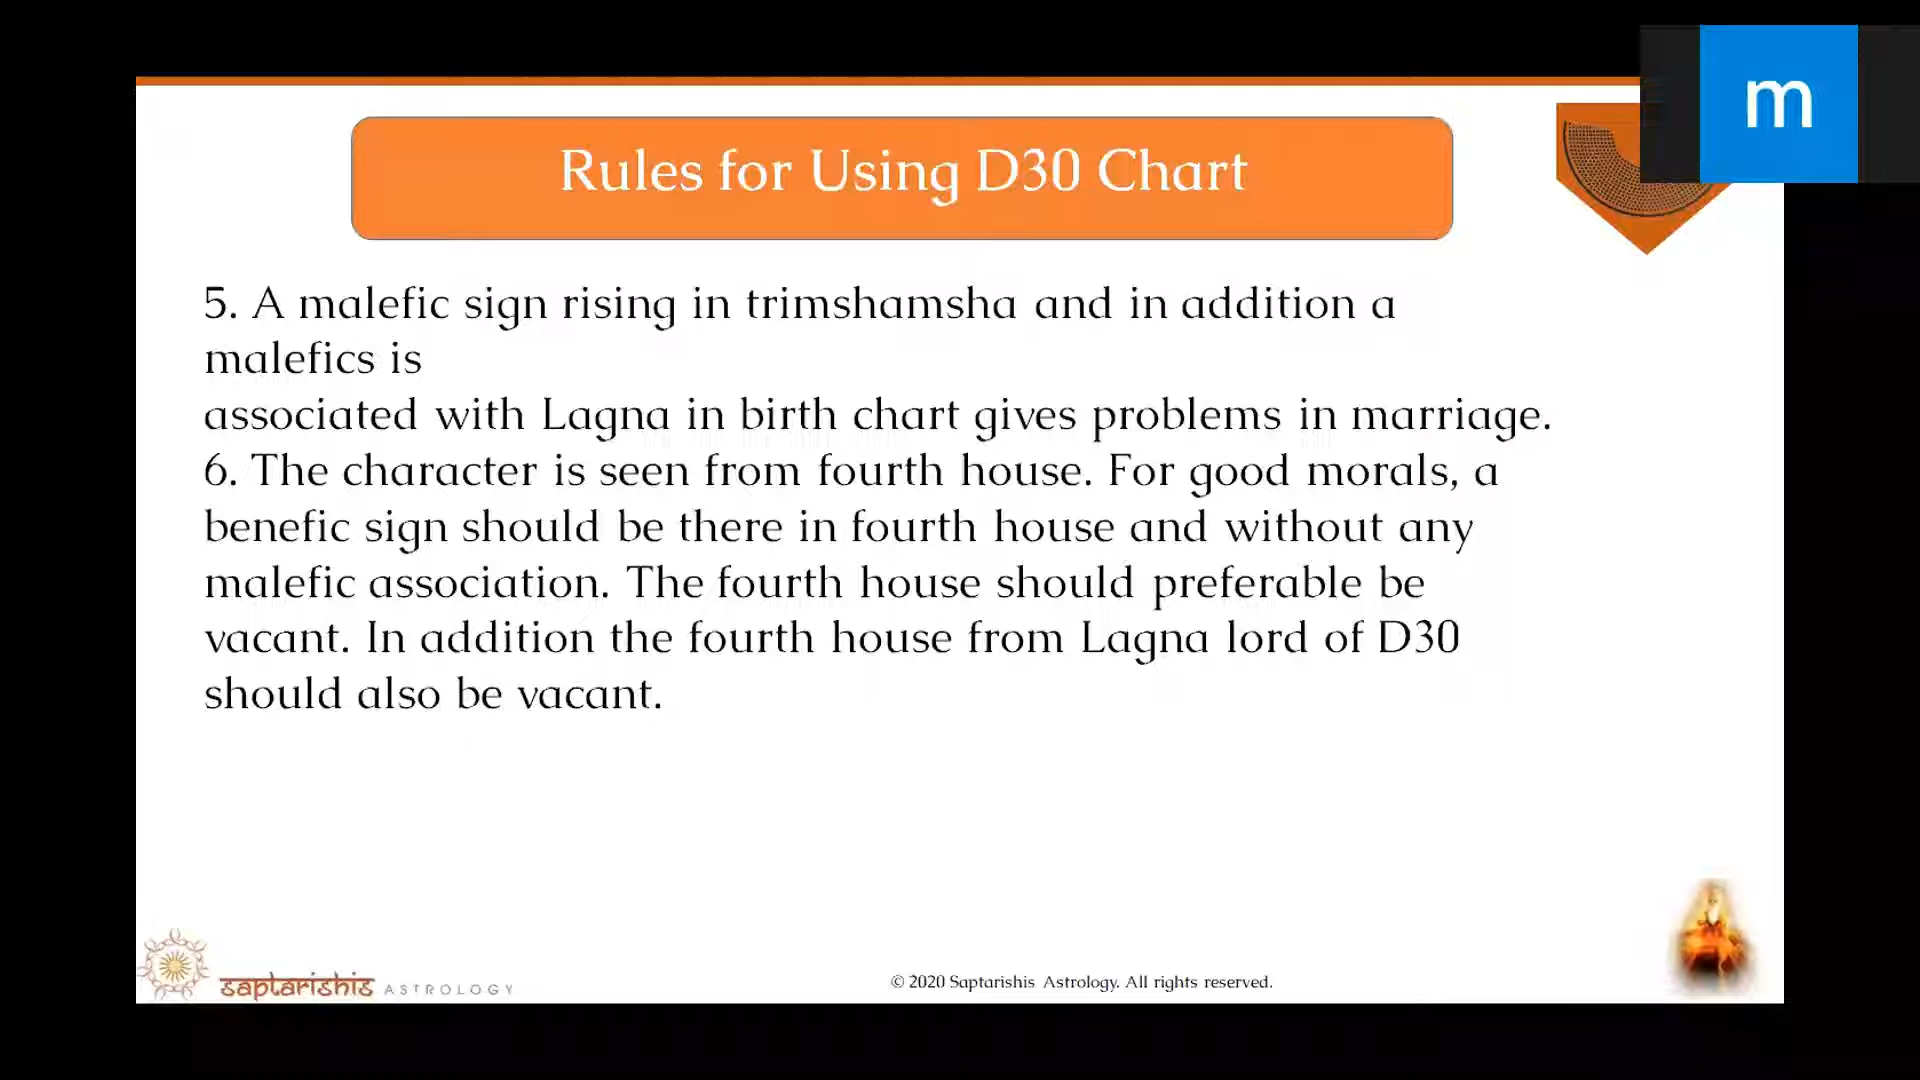 m
Rules for Using D30 Chart
5. A malefic sign rising in trimshamsha and in addition a
malefics is
associated with Lagna in birth chart gives problems in marriage.
6. The character is seen from fourth house. For good morals, a
benefic sign should be there in fourth house and without any
malefic association. The fourth house should preferable be
vacant. In addition the fourth house from Lagna lord of D30
should also be vacant.
saptarishis ASTROLOGY
© 2020 Saptarishis Astrology. All rights reserved.